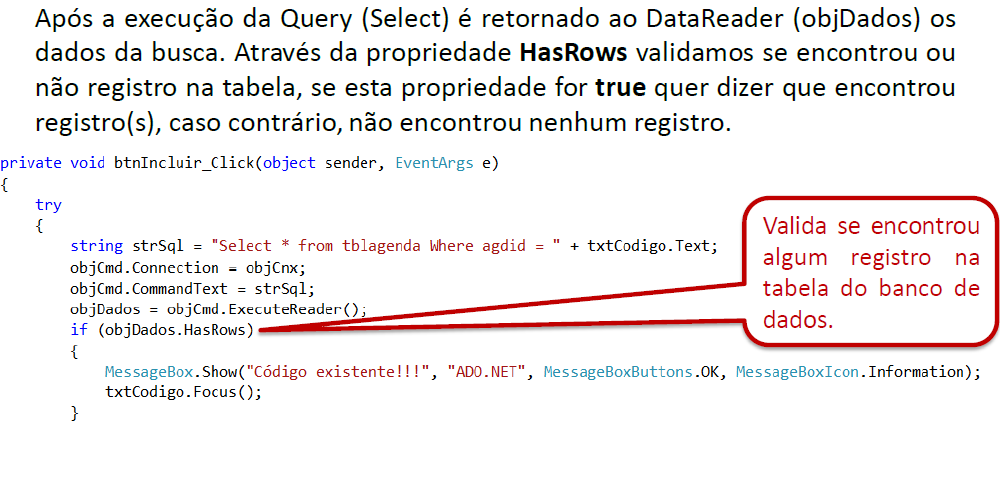 Após a execução da Query (Select) é retornado ao DataReader (objDados) os
dados da busca. Através da propriedade HasRows validamos se encontrou ou
não registro na tabela, se esta propriedade for true quer dizer que encontrou
registro(s), caso contrário, não encontrou nenhum registro.
private void btnIncluir_Click(object sender, EventArgs e)
{
    try
    {
        string strSql = "Select * from tblagenda Where agdid = " + txtCodigo.Text;
        objCmd.Connection = objCnx;
        objCmd.CommandText = strSql;
        objDados = objCmd.ExecuteReader();
        if (objDados.HasRows)
        {
            MessageBox.Show("Código existente!!!", "ADO.NET", MessageBoxButtons.OK, MessageBoxIcon.Information);
            txtCodigo.Focus();
        }
Valida se encontrou
algum registro na
tabela do banco de
dados.